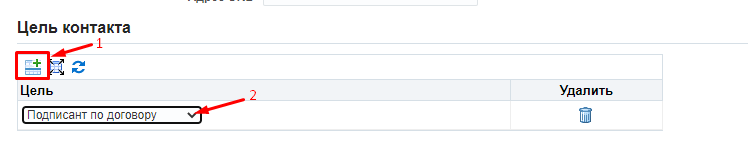 Цель контакта
1
Цель Удалить
Подписант по договору 2